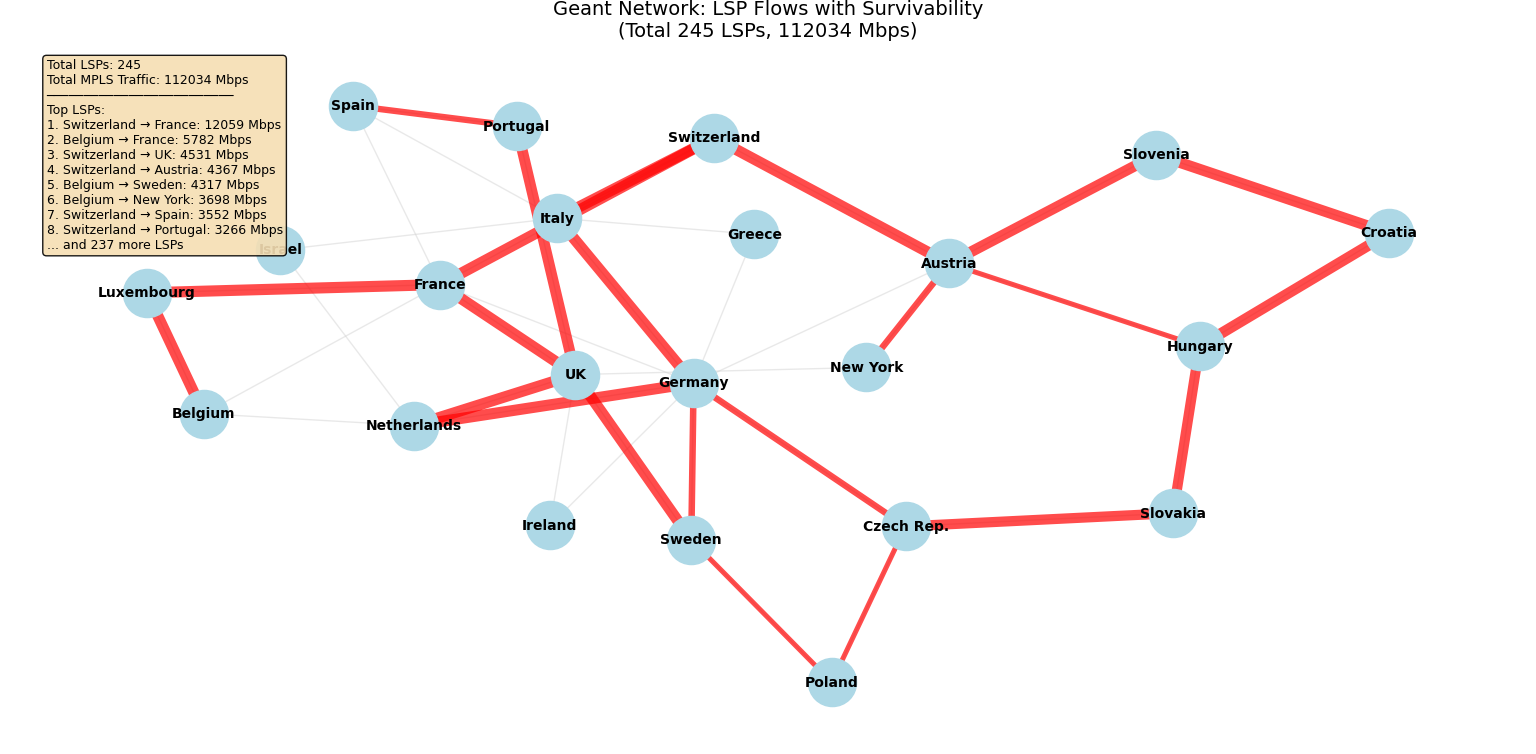 Geant Network: LSP Flows with Survivability
(Total 245 LSPs, 112034 Mbps)
Total LSPs: 245
Total MPLS Traffic: 112034 Mbps
Top LSPs:
1. Switzerland → France: 12059 Mbps
2. Belgium → France: 5782 Mbps
3. Switzerland → UK: 4531 Mbps
4. Switzerland → Austria: 4367 Mbps
5. Belgium → Sweden: 4317 Mbps
6. Belgium → New York: 3698 Mbps
7. Switzerland → Spain: 3552 Mbps
8. Switzerland → Portugal: 3266 Mbps
... and 237 more LSPs
Spain
Portugal
Switzerland
Slovenia
Italy
Greece
Croatia
Israel
Austria
France
Luxembourg
Hungary
New York
UK
Germany
Belgium
Netherlands
Slovakia
Ireland
Czech Rep.
Sweden
Poland